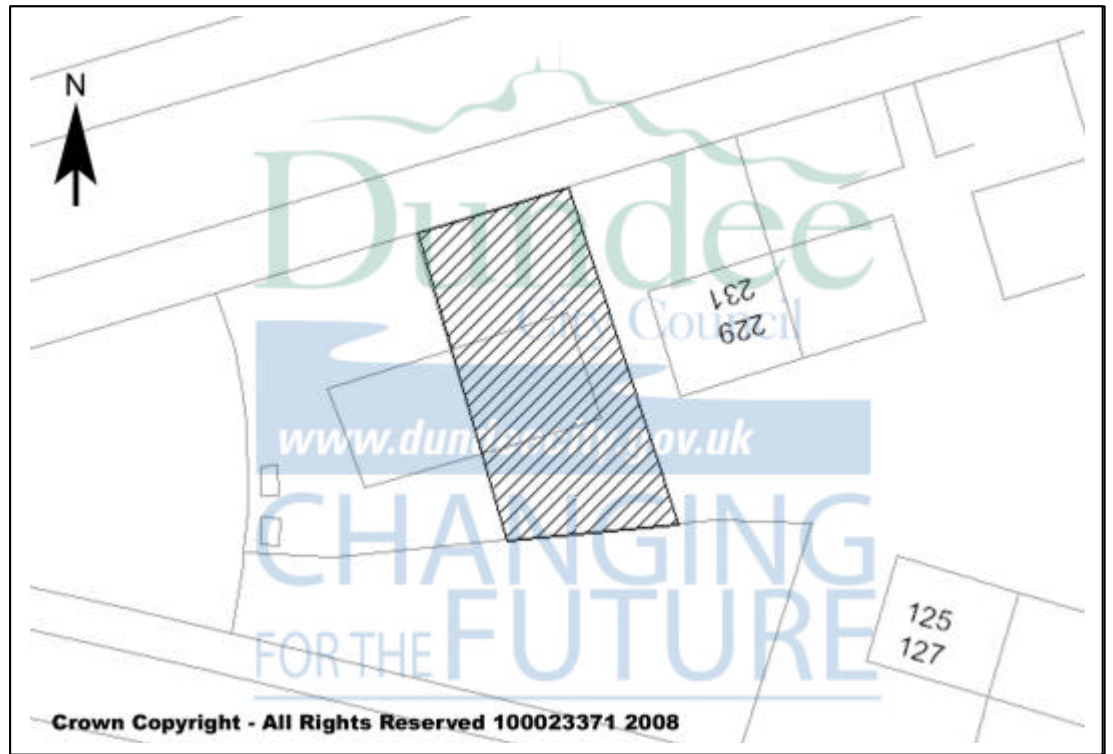 N
Dundee
City Council
231
229
www.dundeecity.gov.uk
CHANGING
FOR THE FUTURE
125
127
Crown Copyright - All Rights Reserved 100023371 2008